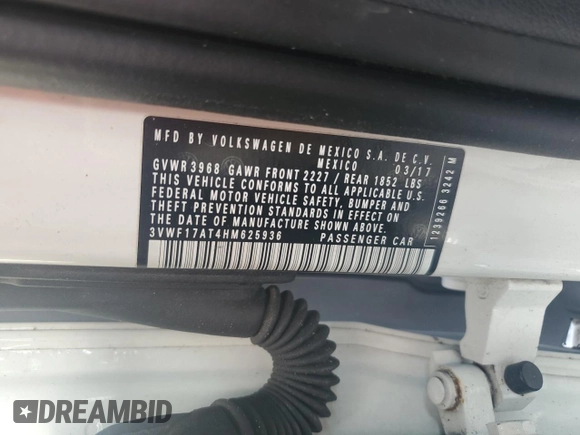 MFD BY VOLKSWAGEN DE MEXICO S.A. DE C.V.
MEXICO 03/17
GVWR 3968 GAWR FRONT 2227 / REAR 1852 LBS
THIS VEHICLE CONFORMS TO ALL APPLICABLE U.S.
FEDERAL MOTOR VEHICLE SAFETY, BUMPER AND
THEFT PREVENTION STANDARDS IN EFFECT ON
THE DATE OF MANUFACTURE SHOWN ABOVE.
3VWF17AT4HM625936 PASSENGER CAR
1239266 3242 M
DREAMBID